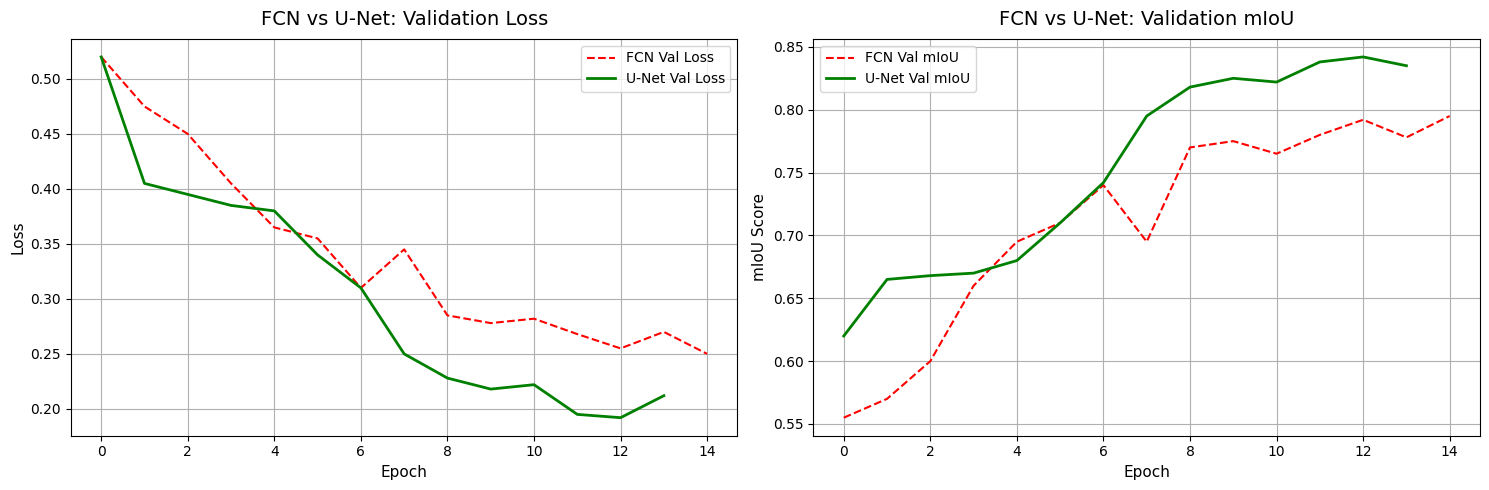 FCN vs U-Net: Validation Loss
FCN Val Loss
U-Net Val Loss
0.50
0.45
0.40
0.35
0.30
0.25
0.20
Loss
0 2 4 6 8 10 12 14
Epoch
FCN vs U-Net: Validation mIoU
FCN Val mIoU
U-Net Val mIoU
0.85
0.80
0.75
0.70
0.65
0.60
0.55
mIoU Score
0 2 4 6 8 10 12 14
Epoch